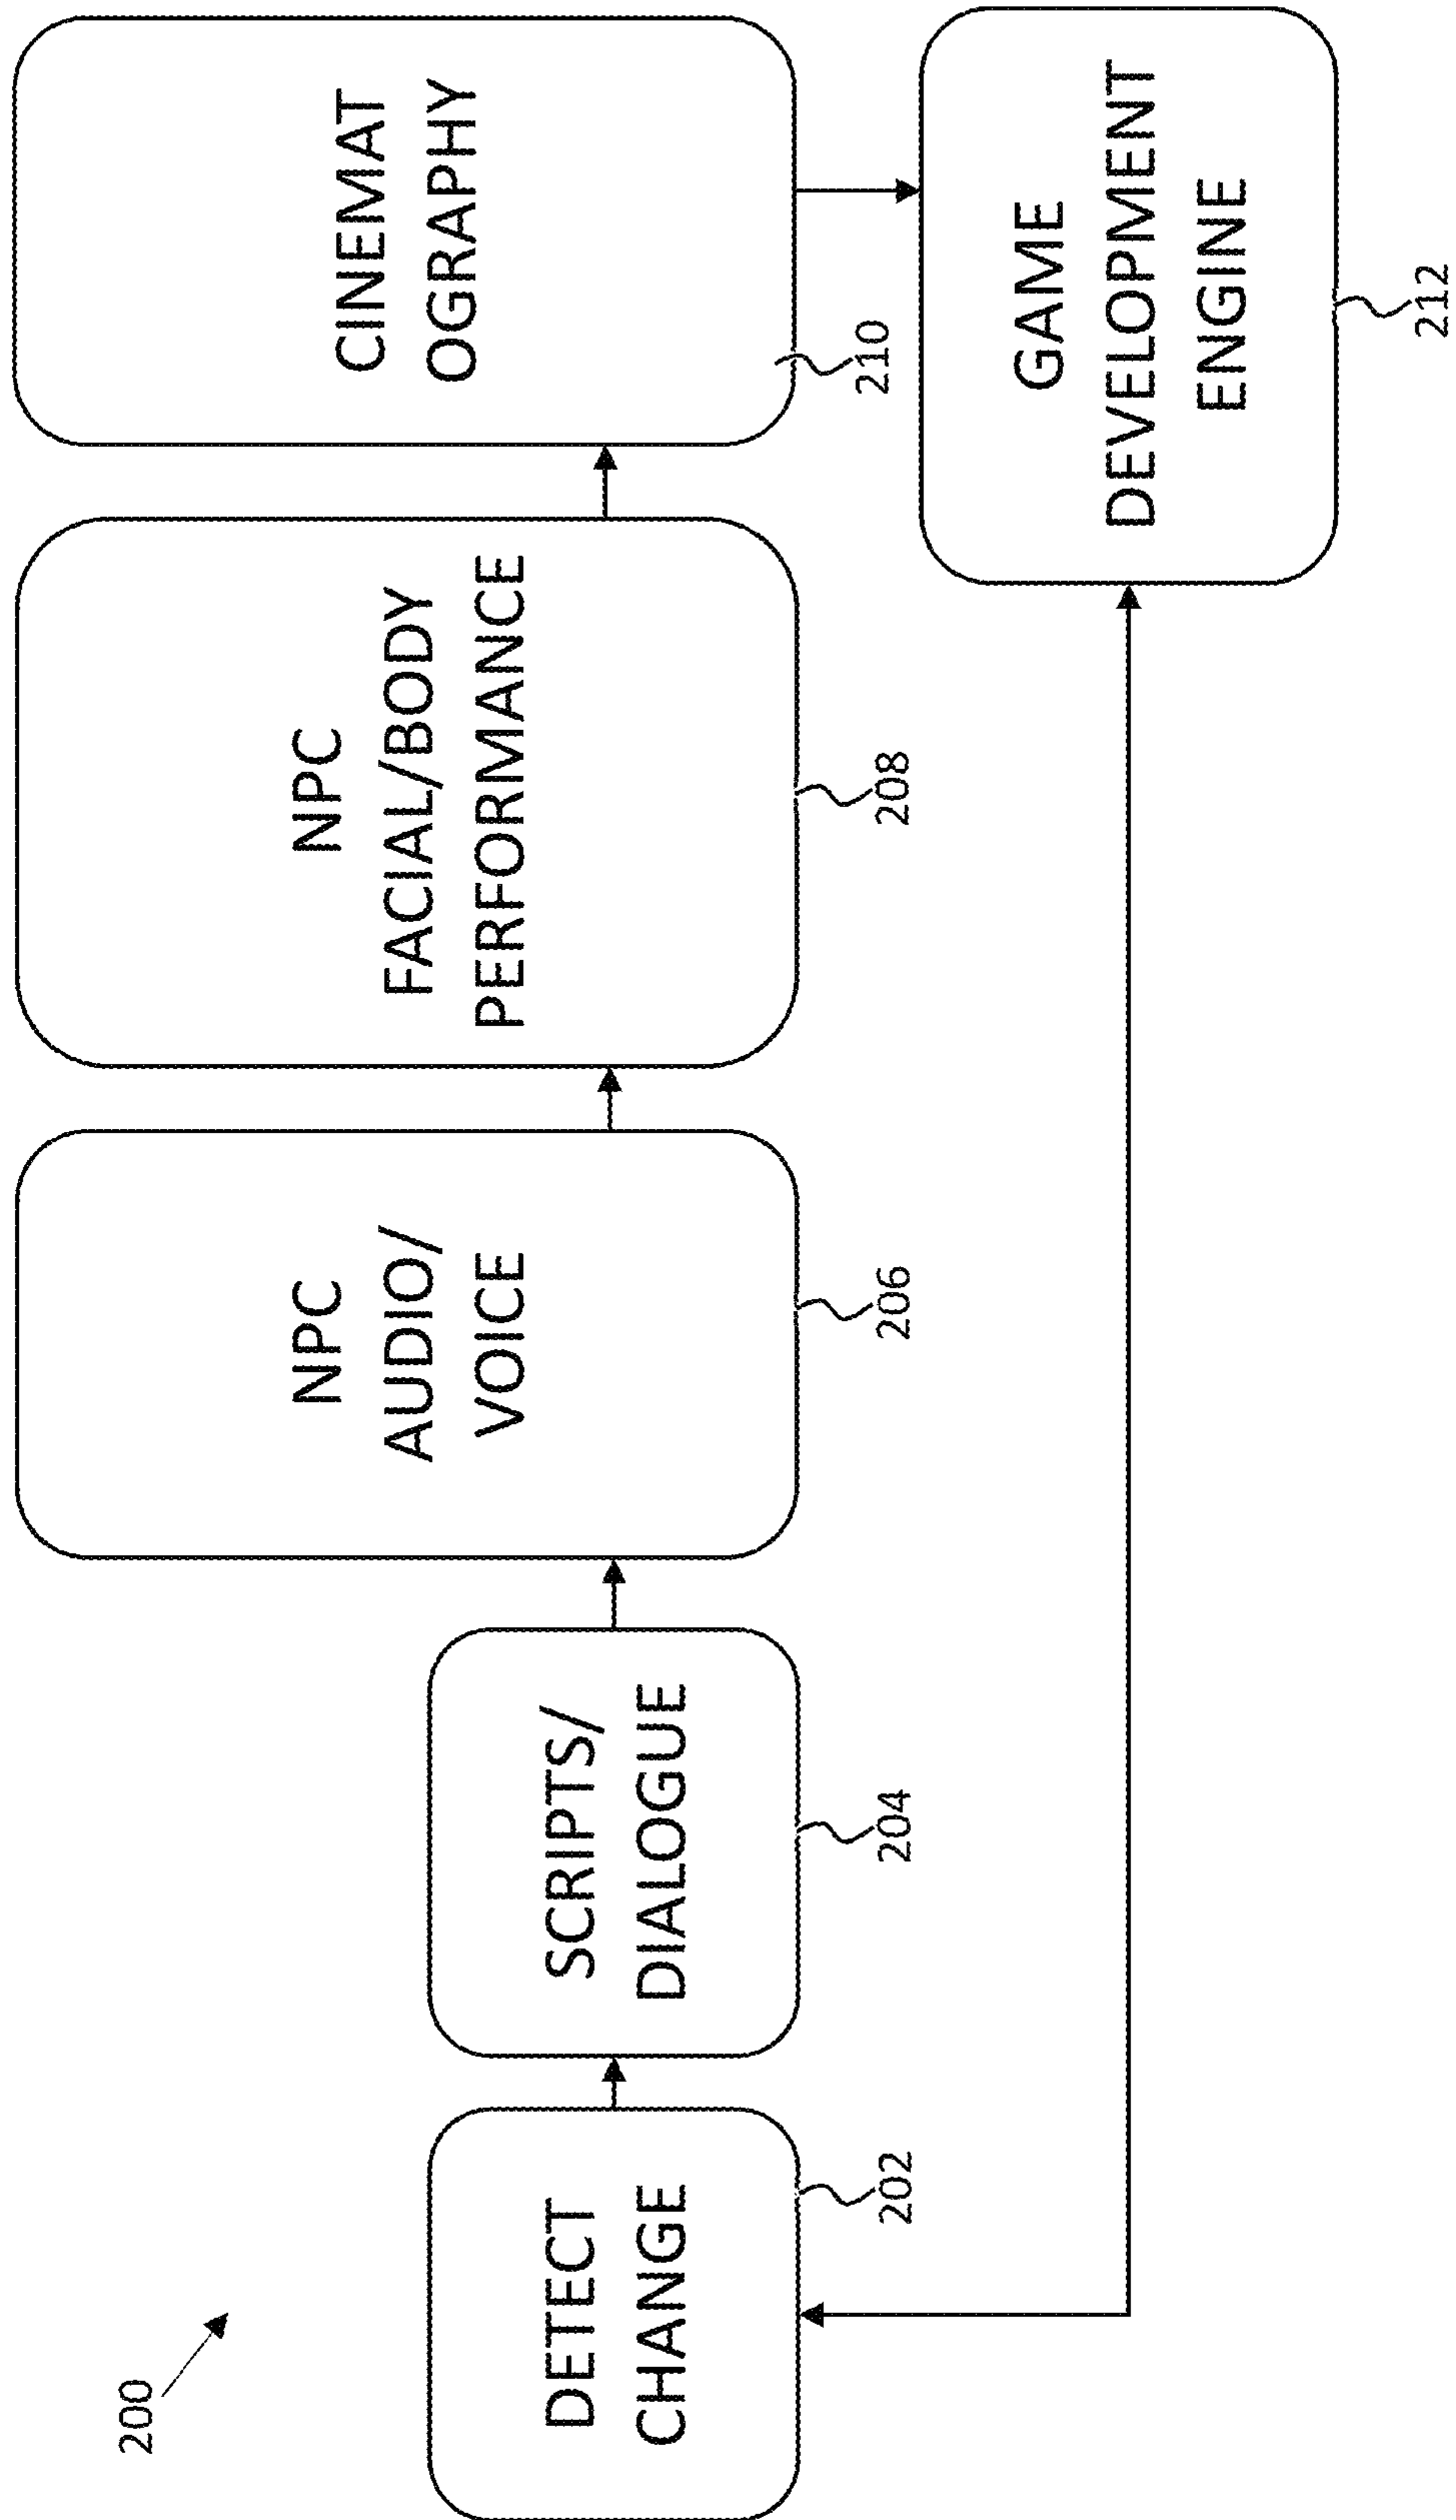 200
DETECT
CHANGE
202
SCRIPTS/
DIALOGUE
204
NPC
AUDIO/
VOICE
206
NPC
FACIAL/BODY
PERFORMANCE
208
CINEMAT
OGRAPHY
210
GAME
DEVELOPMENT
ENGINE
212